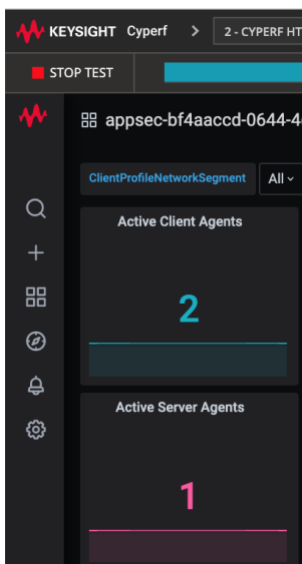 KEYSIGHT Cyperf > 2 - CYPERF HT
STOP TEST
appsec-bf4aaccd-0644-4
ClientProfileNetworkSegment All
Active Client Agents
2
Active Server Agents
1